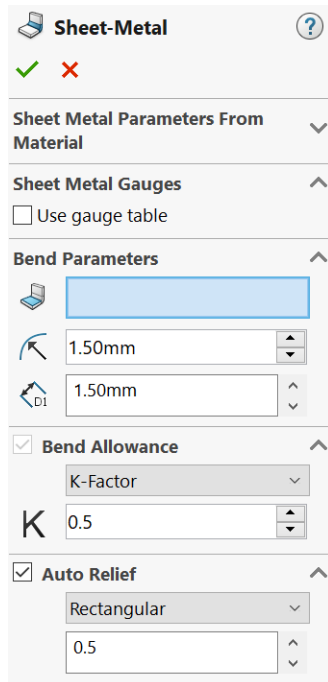 Sheet-Metal
?
Sheet Metal Parameters From
Material
Sheet Metal Gauges
Use gauge table
Bend Parameters
1.50mm
D1
1.50mm
Bend Allowance
K-Factor
K
0.5
Auto Relief
Rectangular
0.5